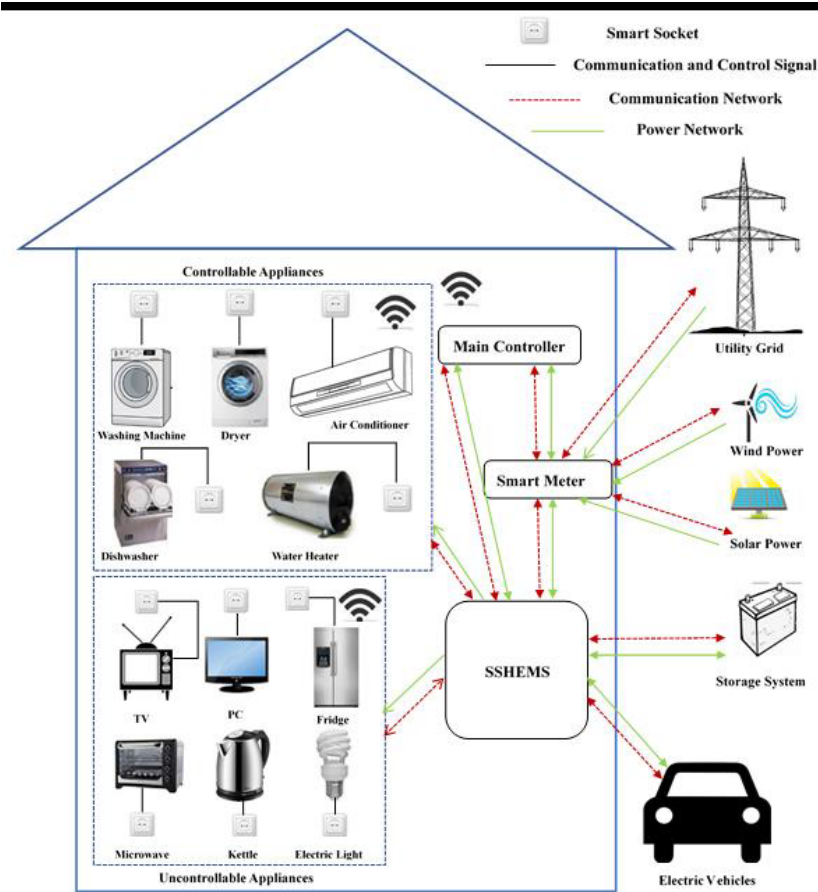 Smart Socket
Communication and Control Signal
Communication Network
Power Network
Controllable Appliances
Main Controller
Utility Grid
Washing Machine
Dryer
Air Conditioner
Wind Power
Smart Meter
Solar Power
Dishwasher
Water Heater
SSHEMS
Storage System
TV
PC
Fridge
Microwave
Kettle
Electric Light
Uncontrollable Appliances
Electric Vehicles